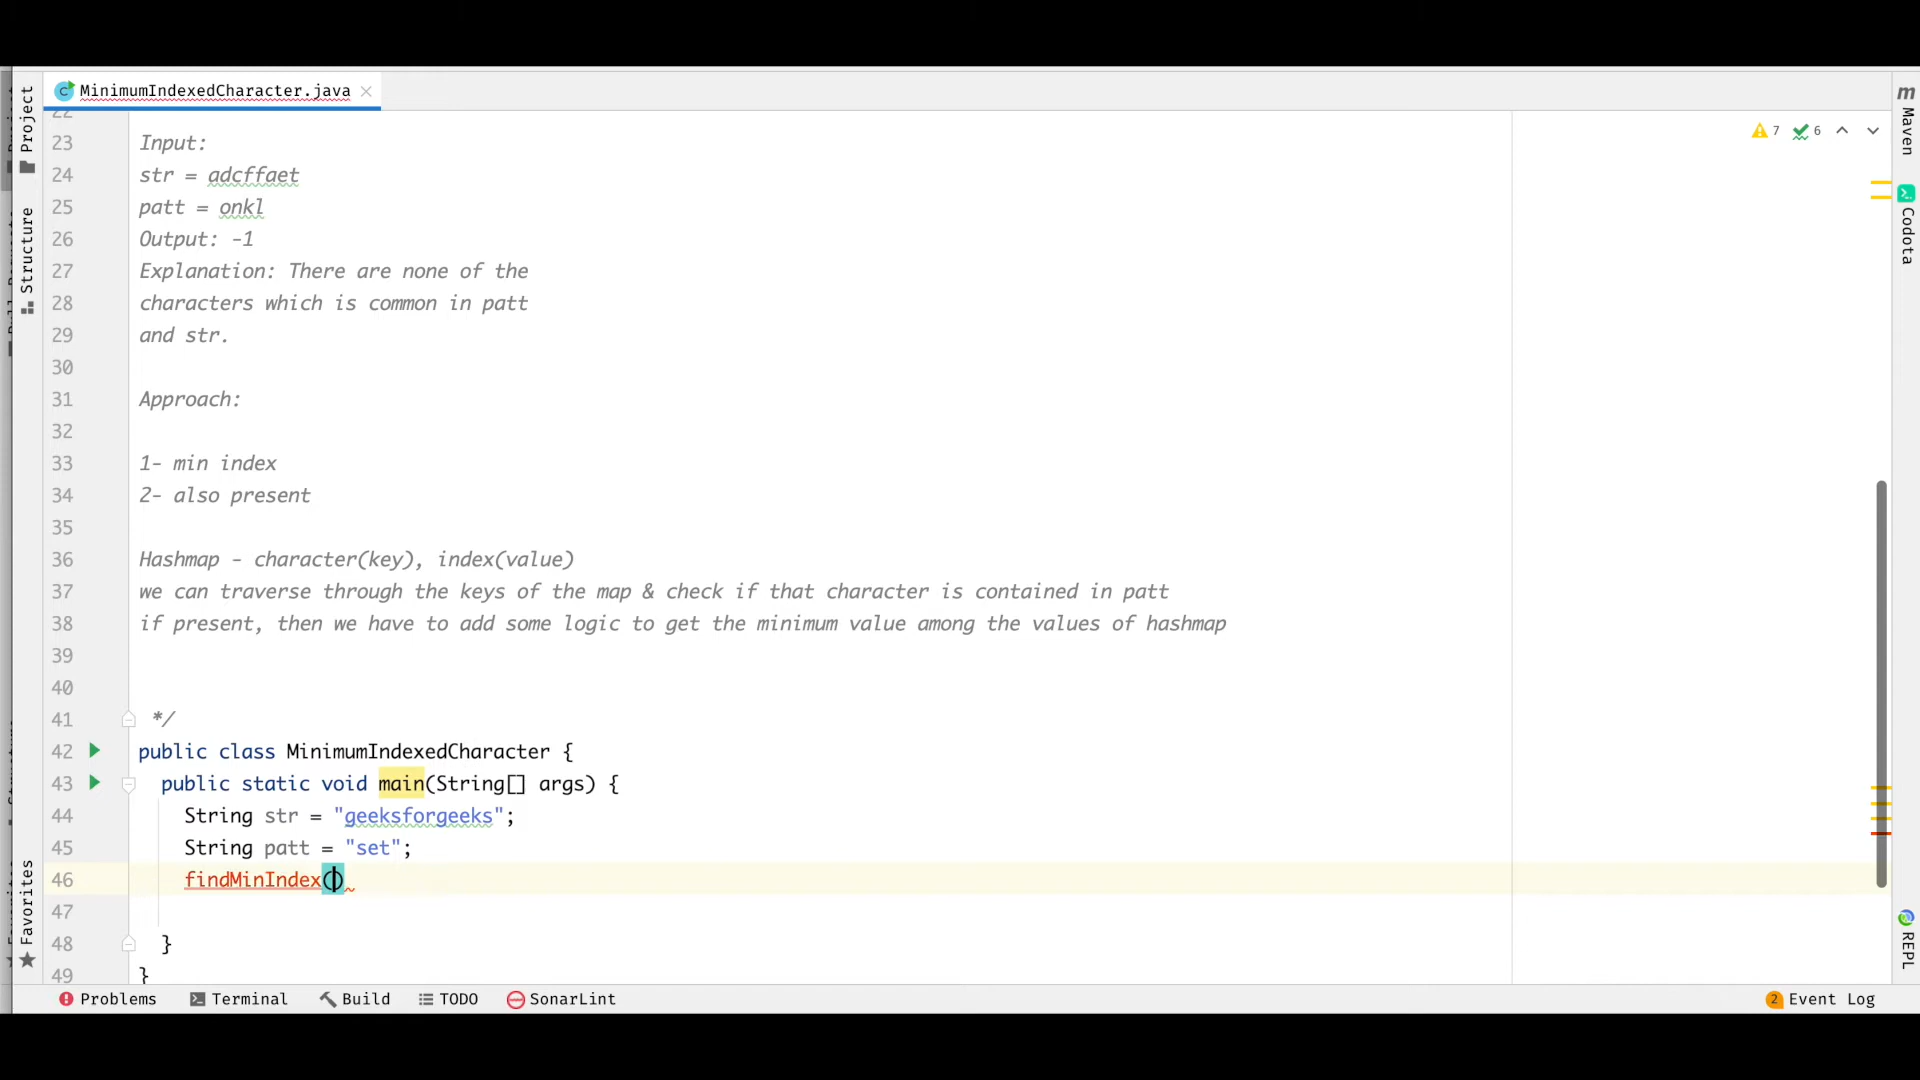 MinimumIndexedCharacter.java
Project
Structure
Favorites
Maven
Codota
REPL
7 6
22
23 Input:
24 str = adcffaet
25 patt = onkl
26 Output: -1
27 Explanation: There are none of the
28 characters which is common in patt
29 and str.
30
31 Approach:
32
33 1- min index
34 2- also present
35
36 Hashmap - character(key), index(value)
37 we can traverse through the keys of the map & check if that character is contained in patt
38 if present, then we have to add some logic to get the minimum value among the values of hashmap
39
40
41 */
42 public class MinimumIndexedCharacter {
43 public static void main(String[] args) {
44 String str = "geeksforgeeks";
45 String patt = "set";
46 findMinIndex()
47
48 }
49 }
Problems Terminal Build TODO SonarLint 2 Event Log